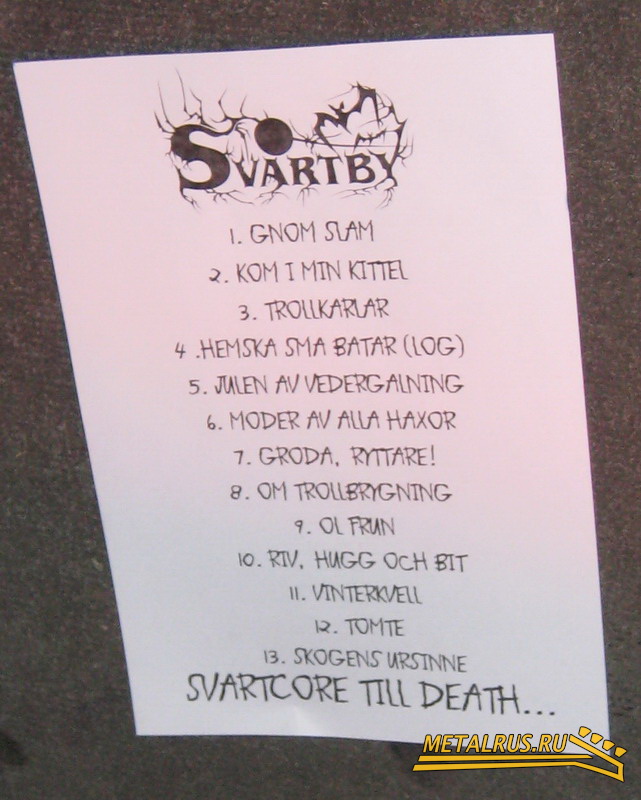 SVARTBY
1. GNOM SLAM
2. KOM I MIN KITTEL
3. TROLLKARLAR
4 .HEMSKA SMA BATAR (LOG)
5. JULEN AV VEDERGALNING
6. MODER AV ALLA HAXOR
7. GRODA, RYTTARE!
8. OM TROLLBRYGNING
9. OL FRUN
10. RIV, HUGG OCH BIT
11. VINTERKVELL
12. TOMTE
13. SKOGENS URSINNE
SVARTCORE TILL DEATH...
METALRUS.RU